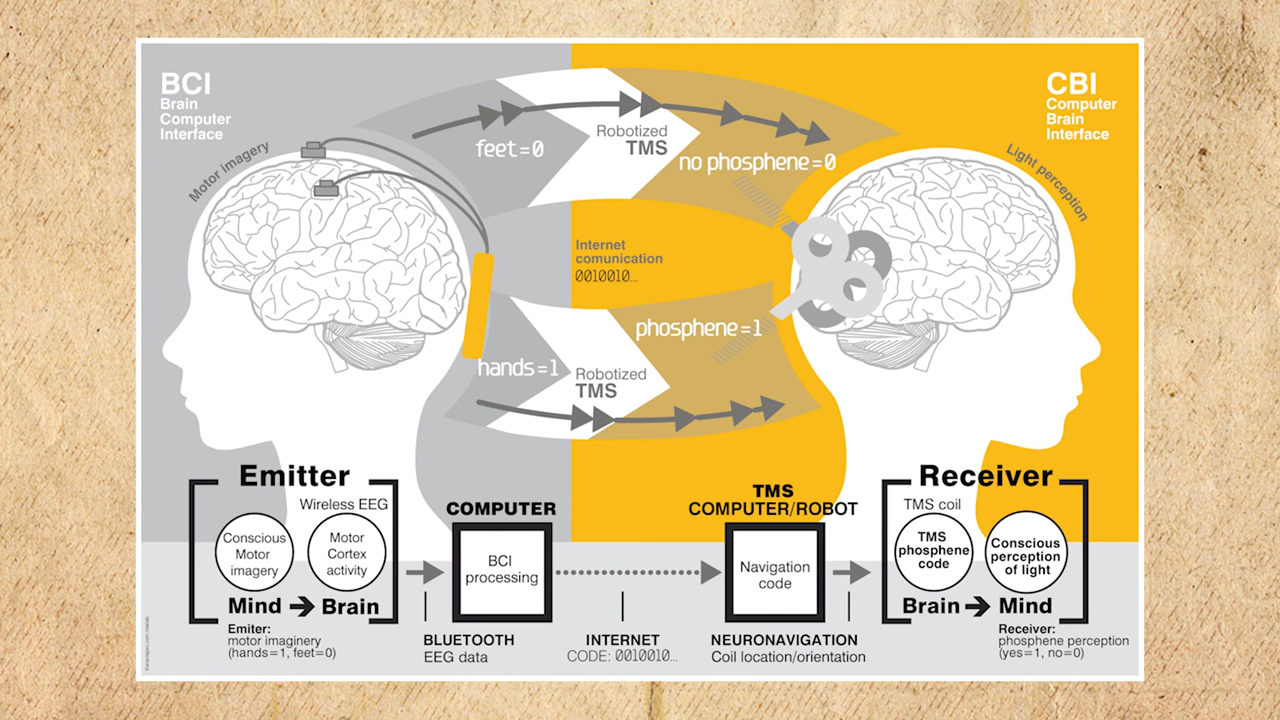 BCI
Brain
Computer
Interface
CBI
Computer
Brain
Interface
Motor imagery
Light perception
feet=0
Robotized
TMS
no phosphene=0
Internet
comunication
0010010...
phosphene=1
hands=1
Robotized
TMS
Emitter
Wireless EEG
Conscious
Motor
imagery
Motor
Cortex
activity
Mind → Brain
Emiter:
motor imaginery
(hands=1, feet=0)
COMPUTER
BCI
processing
BLUETOOTH
EEG data
INTERNET
CODE: 0010010...
TMS
COMPUTER/ROBOT
Navigation
code
NEURONAVIGATION
Coil location/orientation
Receiver
TMS coil
TMS
phosphene
code
Conscious
perception
of light
Brain → Mind
Receiver:
phosphene perception
(yes=1, no=0)